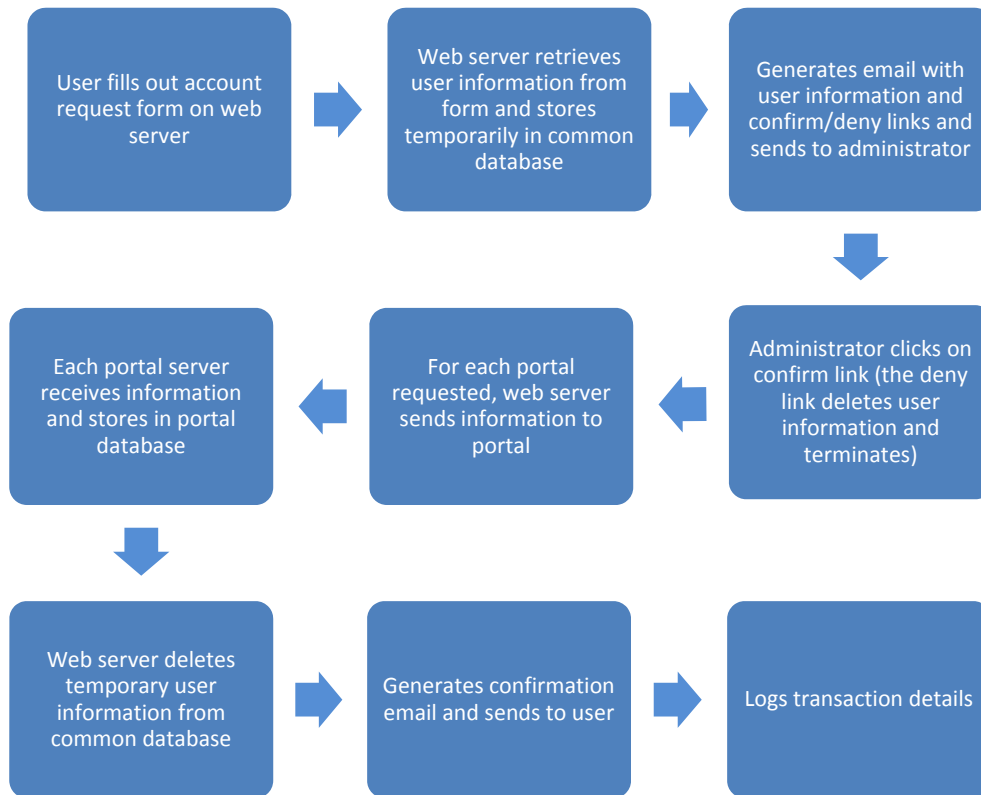 User fills out account
request form on web
server
Web server retrieves
user information from
form and stores
temporarily in common
database
Generates email with
user information and
confirm/deny links and
sends to administrator
Administrator clicks on
confirm link (the deny
link deletes user
information and
terminates)
For each portal
requested, web server
sends information to
portal
Each portal server
receives information
and stores in portal
database
Web server deletes
temporary user
information from
common database
Generates confirmation
email and sends to user
Logs transaction details